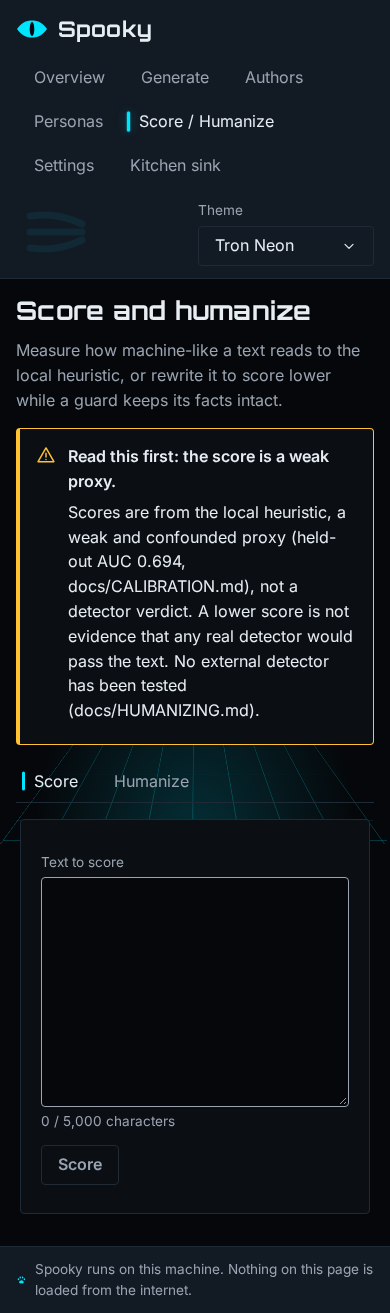 Spooky
Overview Generate Authors
Personas Score / Humanize
Settings Kitchen sink
Theme
Tron Neon
Score and humanize
Measure how machine-like a text reads to the
local heuristic, or rewrite it to score lower
while a guard keeps its facts intact.
Read this first: the score is a weak
proxy.
Scores are from the local heuristic, a
weak and confounded proxy (held-
out AUC 0.694,
docs/CALIBRATION.md), not a
detector verdict. A lower score is not
evidence that any real detector would
pass the text. No external detector
has been tested
(docs/HUMANIZING.md).
Score Humanize
Text to score
0 / 5,000 characters
Score
Spooky runs on this machine. Nothing on this page is
loaded from the internet.